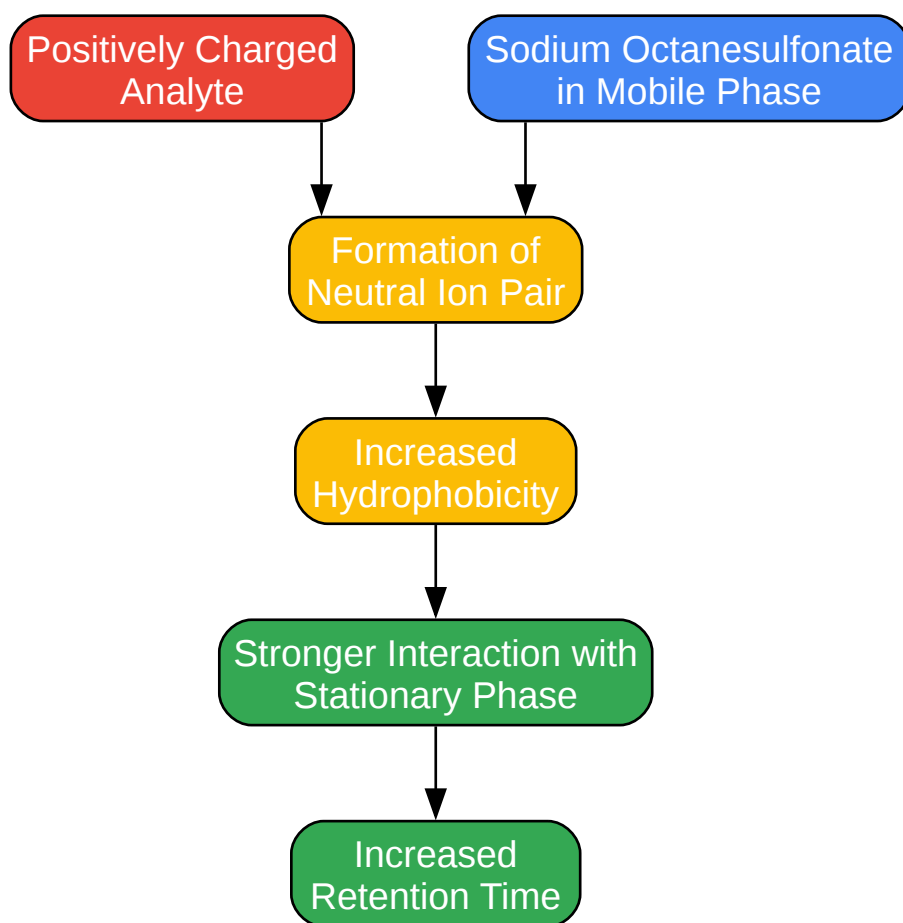 Positively Charged
Analyte
Sodium Octanesulfonate
in Mobile Phase
Formation of
Neutral Ion Pair
Increased
Hydrophobicity
Stronger Interaction with
Stationary Phase
Increased
Retention Time